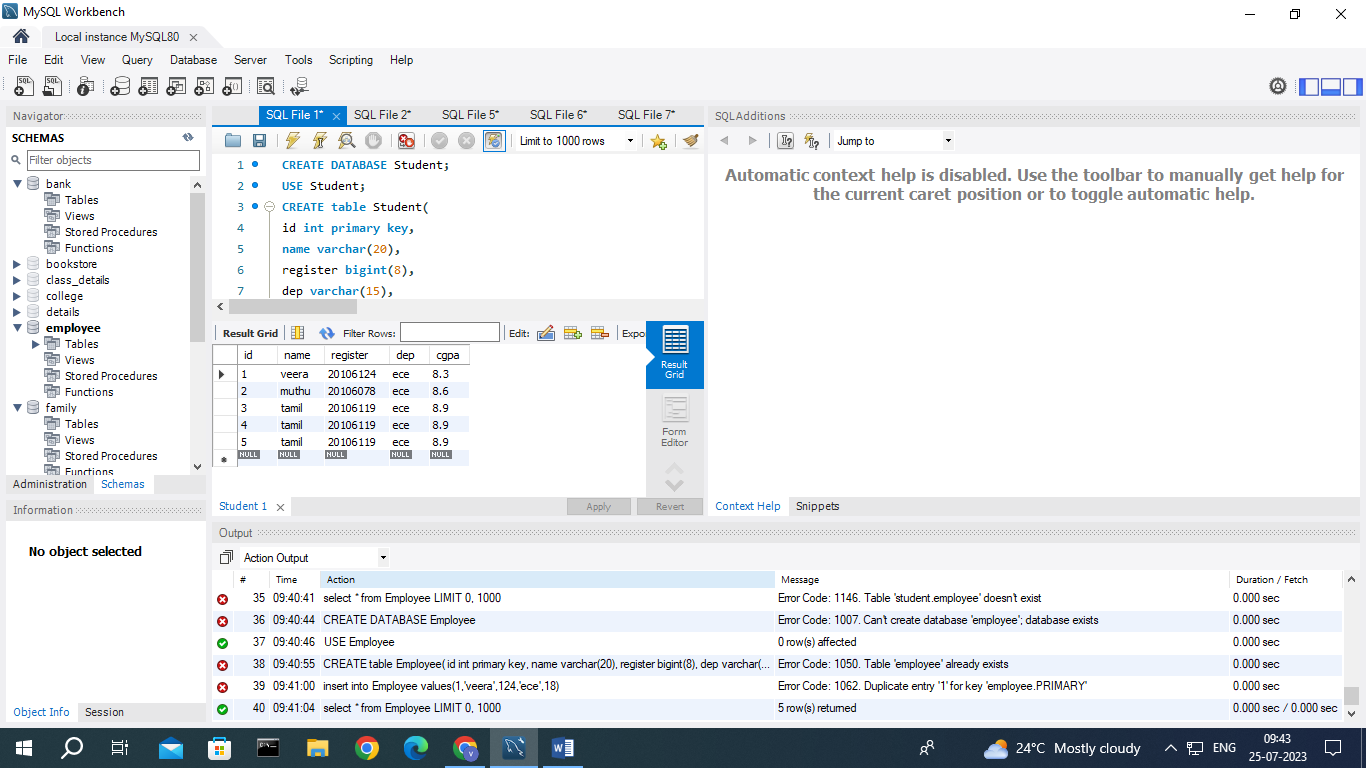 MySQL Workbench
Local instance MySQL80
File Edit View Query Database Server Tools Scripting Help
Navigator
SCHEMAS
Filter objects
bank
Tables
Views
Stored Procedures
Functions
bookstore
class_details
college
details
employee
Tables
Views
Stored Procedures
Functions
family
Tables
Views
Stored Procedures
Functions
Administration Schemas
Information
No object selected
Object Info Session
SQL File 1* SQL File 2* SQL File 5* SQL File 6* SQL File 7*
Limit to 1000 rows
1 CREATE DATABASE Student;
2 USE Student;
3 CREATE table Student(
4 id int primary key,
5 name varchar(20),
6 register bigint(8),
7 dep varchar(15),
Result Grid Filter Rows: Edit: Expo
id name register dep cgpa
1 veera 20106124 ece 8.3
2 muthu 20106078 ece 8.6
3 tamil 20106119 ece 8.9
4 tamil 20106119 ece 8.9
5 tamil 20106119 ece 8.9
NULL NULL NULL NULL NULL
Result
Grid
Form
Editor
Student 1 Apply Revert
SQLAdditions
Jump to
Automatic context help is disabled. Use the toolbar to manually get help for
the current caret position or to toggle automatic help.
Context Help Snippets
Output
Action Output
# Time Action Message Duration / Fetch
35 09:40:41 select * from Employee LIMIT 0, 1000 Error Code: 1146. Table 'student.employee' doesn't exist 0.000 sec
36 09:40:44 CREATE DATABASE Employee Error Code: 1007. Can't create database 'employee'; database exists 0.000 sec
37 09:40:46 USE Employee 0 row(s) affected 0.000 sec
38 09:40:55 CREATE table Employee( id int primary key, name varchar(20), register bigint(8), dep varchar(... Error Code: 1050. Table 'employee' already exists 0.000 sec
39 09:41:00 insert into Employee values(1,'veera',124,'ece',18) Error Code: 1062. Duplicate entry '1' for key 'employee.PRIMARY' 0.000 sec
40 09:41:04 select * from Employee LIMIT 0, 1000 5 row(s) returned 0.000 sec / 0.000 sec
24°C Mostly cloudy ENG 09:43
25-07-2023